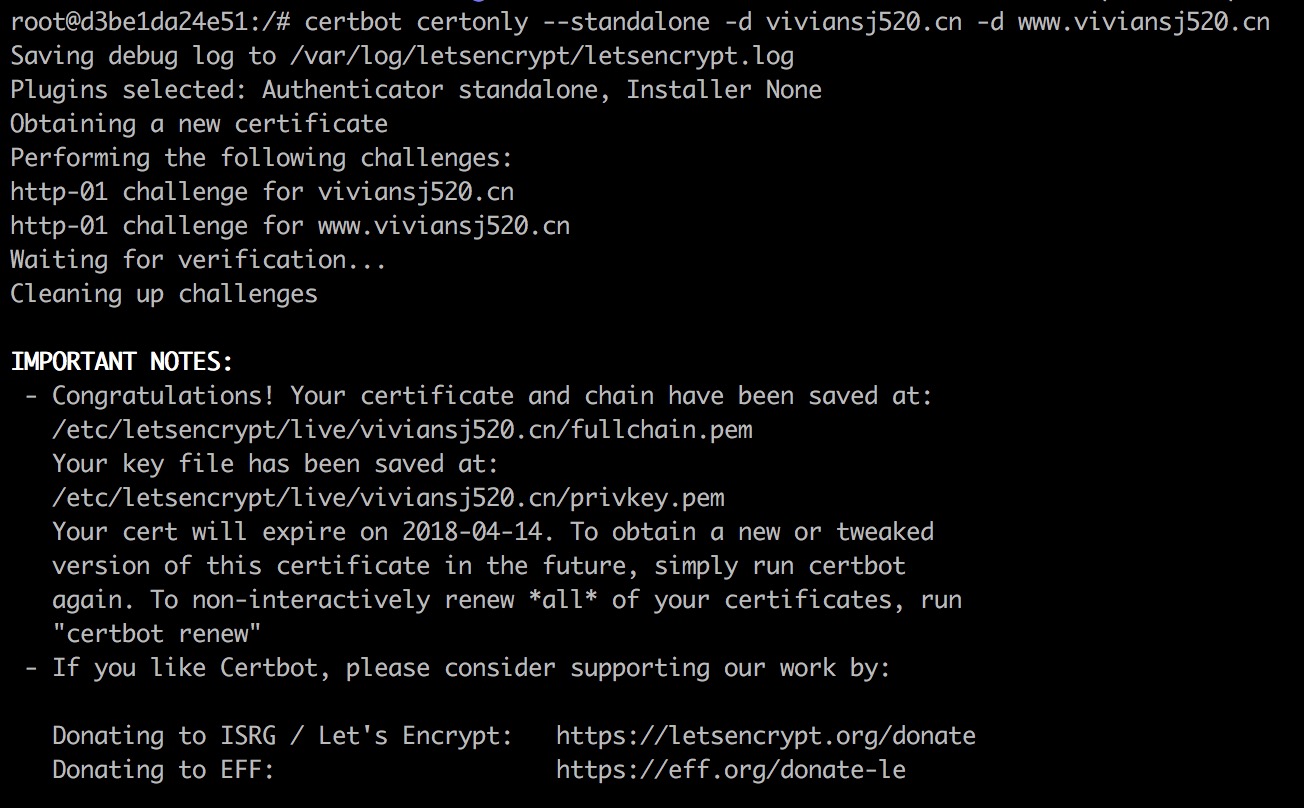 root@d3be1da24e51:/# certbot certonly --standalone -d viviansj520.cn -d www.viviansj520.cn
Saving debug log to /var/log/letsencrypt/letsencrypt.log
Plugins selected: Authenticator standalone, Installer None
Obtaining a new certificate
Performing the following challenges:
http-01 challenge for viviansj520.cn
http-01 challenge for www.viviansj520.cn
Waiting for verification...
Cleaning up challenges
IMPORTANT NOTES:
- Congratulations! Your certificate and chain have been saved at:
/etc/letsencrypt/live/viviansj520.cn/fullchain.pem
Your key file has been saved at:
/etc/letsencrypt/live/viviansj520.cn/privkey.pem
Your cert will expire on 2018-04-14. To obtain a new or tweaked
version of this certificate in the future, simply run certbot
again. To non-interactively renew *all* of your certificates, run
"certbot renew"
- If you like Certbot, please consider supporting our work by:
Donating to ISRG / Let's Encrypt:   https://letsencrypt.org/donate
Donating to EFF:                    https://eff.org/donate-le